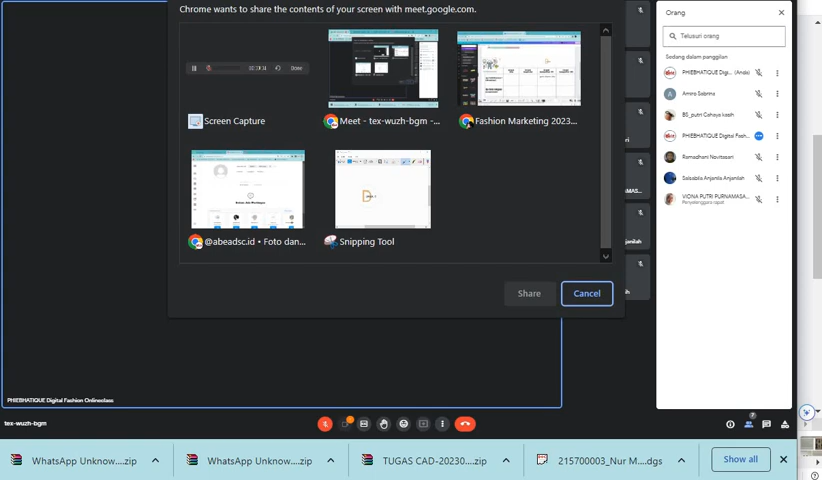 Chrome wants to share the contents of your screen with meet.google.com.
Screen Capture
Meet - tex-wuzh-bgm -...
Fashion Marketing 2023...
@abeadsc.id • Foto dan...
Snipping Tool
Share
Cancel
Orang
Telusuri orang
Sedang dalam panggilan
PHIEBHATIQUE Digi... (Anda)
Amira Sabrina
BS_putri Cahaya kasih
PHIEBHATIQUE Digital Fash...
Ramadhani Novitasari
Salsabila Anjanila Anjanilah
VIONA PUTRI PURNAMASA...
Penyelenggara rapat
PHIEBHATIQUE Digital Fashion Onlineclass
tex-wuzh-bgm
7
WhatsApp Unknow....zip
WhatsApp Unknow....zip
TUGAS CAD-20230....zip
215700003_Nur M....dgs
Show all